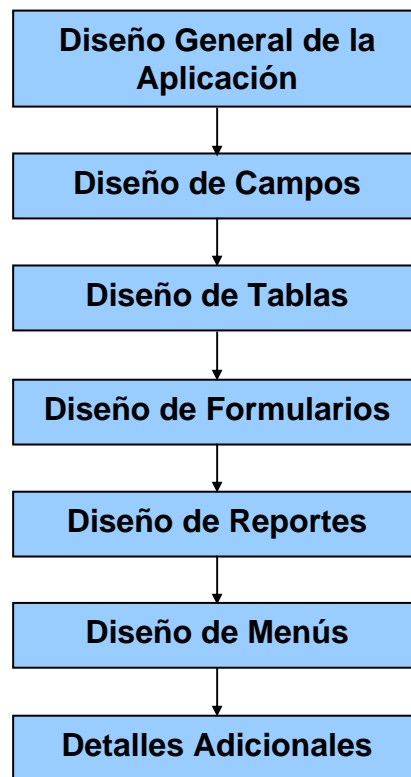 Diseño General de la
Aplicación
Diseño de Campos
Diseño de Tablas
Diseño de Formularios
Diseño de Reportes
Diseño de Menús
Detalles Adicionales